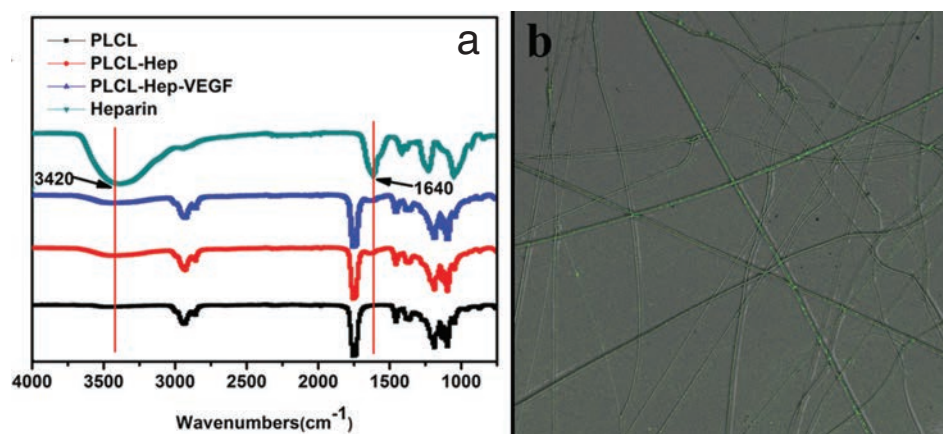 PLCL
PLCL-Hep
PLCL-Hep-VEGF
Heparin
a
b
3420
1640
4000 3500 3000 2500 2000 1500 1000
Wavenumbers(cm⁻¹)